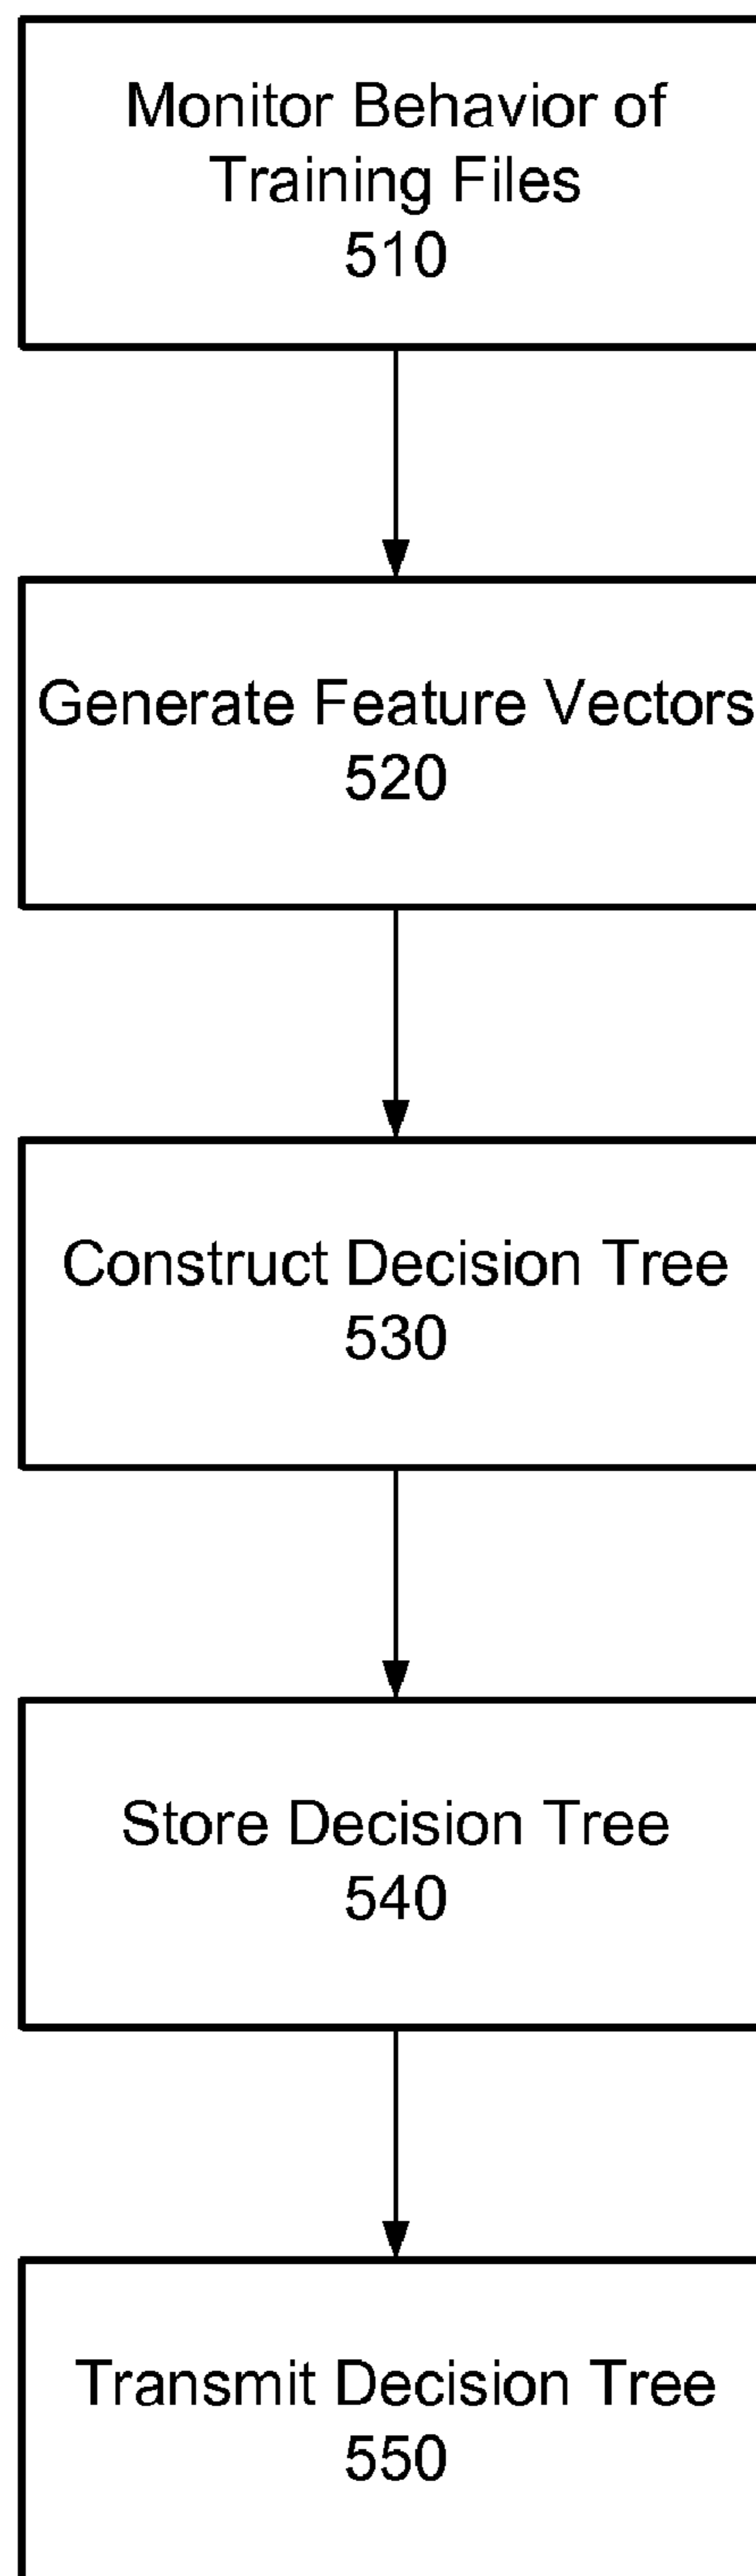 Monitor Behavior of
Training Files
510
Generate Feature Vectors
520
Construct Decision Tree
530
Store Decision Tree
540
Transmit Decision Tree
550